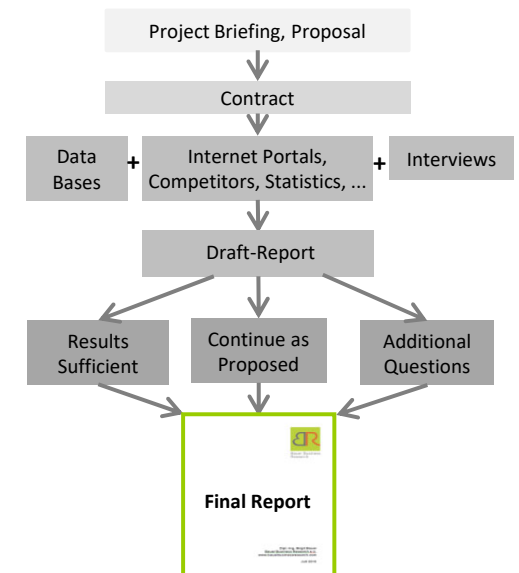 Project Briefing, Proposal
Contract
Data
Bases
+
Internet Portals,
Competitors, Statistics, ...
+
Interviews
Draft-Report
Results
Sufficient
Continue as
Proposed
Additional
Questions
BR
Final Report